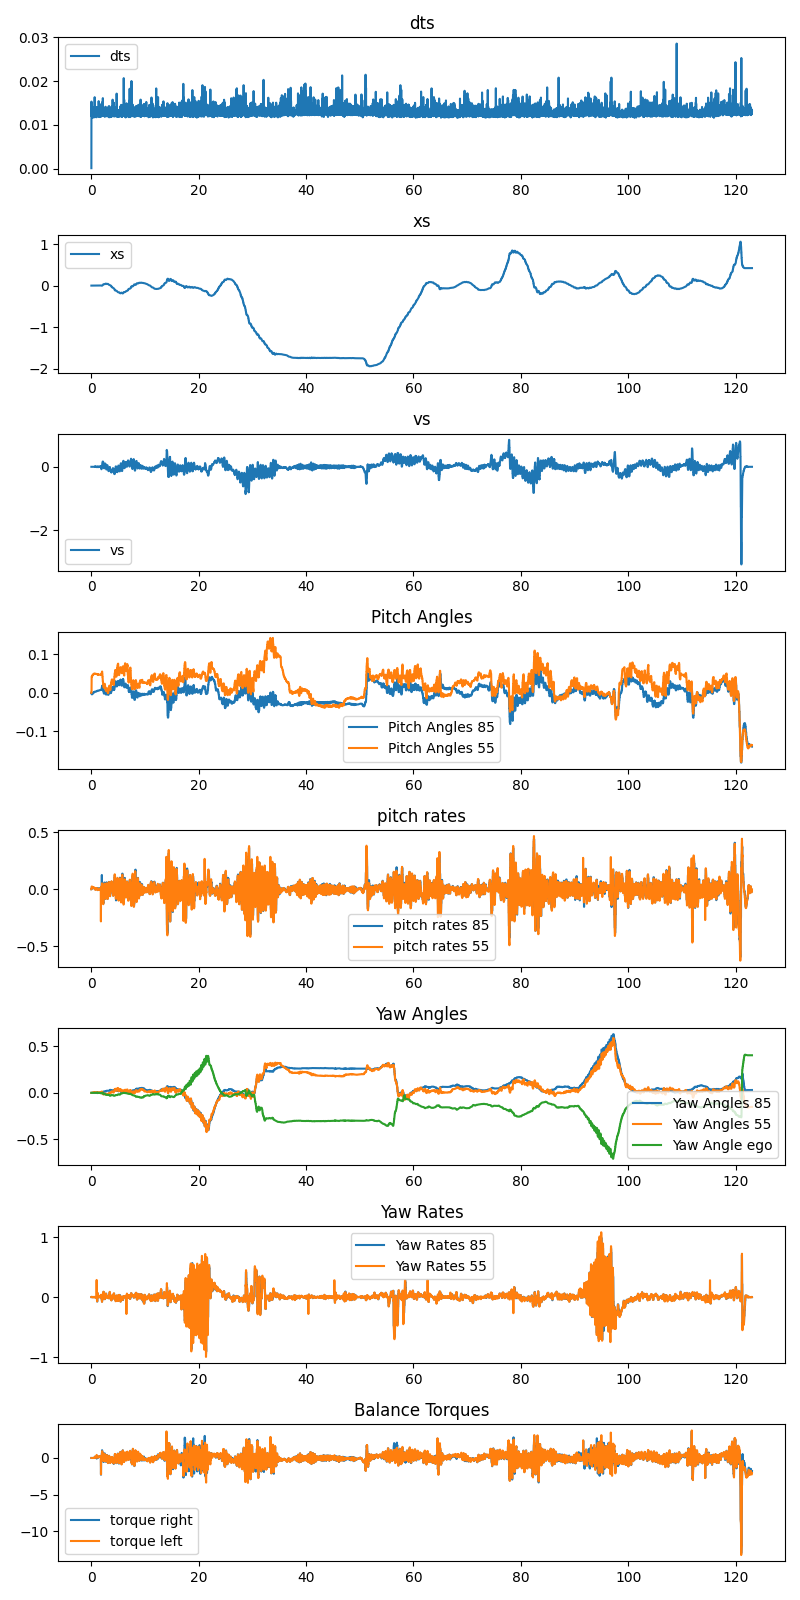 dts
dts
0.03
0.02
0.01
0.00
0 20 40 60 80 100 120
xs
xs
1
0
−1
−2
0 20 40 60 80 100 120
vs
0
−2
vs
0 20 40 60 80 100 120
Pitch Angles
0.1
0.0
−0.1
Pitch Angles 85
Pitch Angles 55
0 20 40 60 80 100 120
pitch rates
0.5
0.0
−0.5
pitch rates 85
pitch rates 55
0 20 40 60 80 100 120
Yaw Angles
0.5
0.0
−0.5
Yaw Angles 85
Yaw Angles 55
Yaw Angle ego
0 20 40 60 80 100 120
Yaw Rates
1
0
−1
Yaw Rates 85
Yaw Rates 55
0 20 40 60 80 100 120
Balance Torques
0
−5
−10
torque right
torque left
0 20 40 60 80 100 120